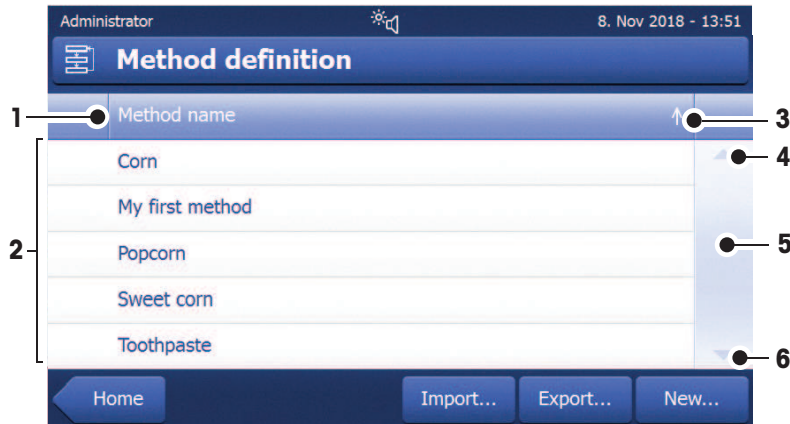 Administrator 8. Nov 2018 - 13:51
Method definition
1 Method name 3
4
Corn
My first method
2 Popcorn 5
Sweet corn
Toothpaste 6
Home Import... Export... New...